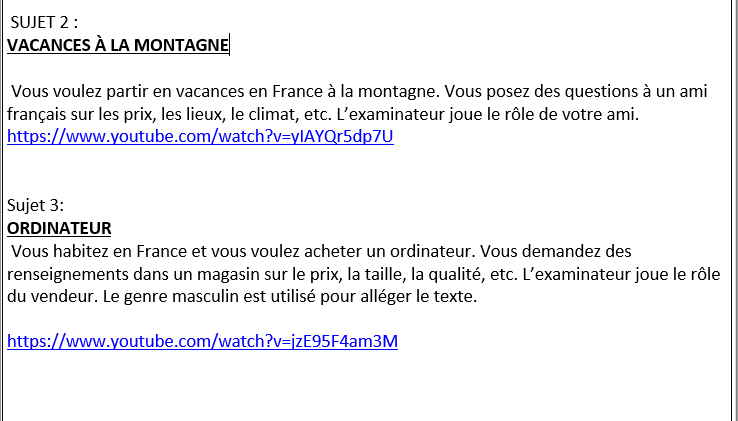 SUJET 2 :
VACANCES À LA MONTAGNE
Vous voulez partir en vacances en France à la montagne. Vous posez des questions à un ami
français sur les prix, les lieux, le climat, etc. L’examinateur joue le rôle de votre ami.
https://www.youtube.com/watch?v=yIAYQr5dp7U
Sujet 3:
ORDINATEUR
Vous habitez en France et vous voulez acheter un ordinateur. Vous demandez des
renseignements dans un magasin sur le prix, la taille, la qualité, etc. L’examinateur joue le rôle
du vendeur. Le genre masculin est utilisé pour alléger le texte.
https://www.youtube.com/watch?v=jzE95F4am3M